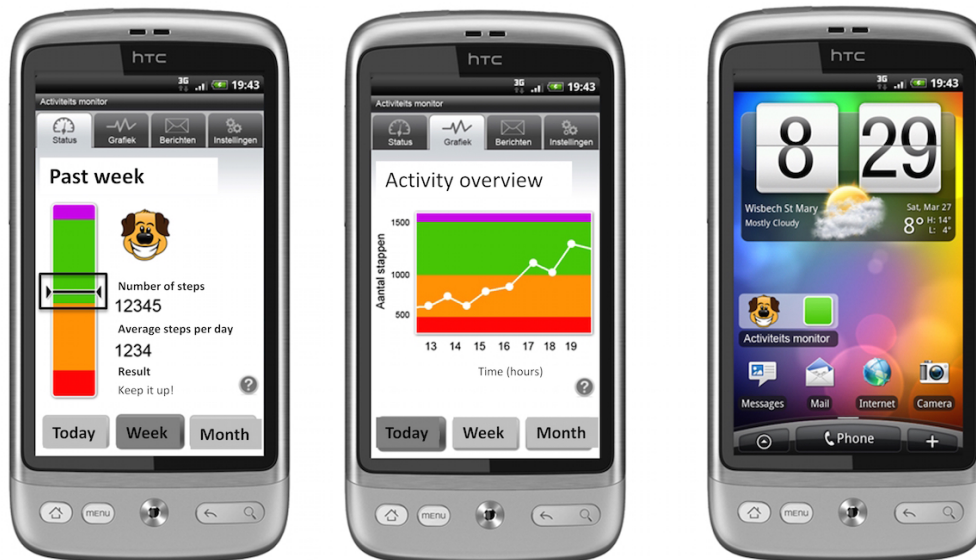 htc
3G 19:43
Activiteits monitor
Status Grafiek Berichten Instellingen
Past week
Number of steps
12345
Average steps per day
1234
Result
Keep it up!
?
Today Week Month
MENU
htc
3G 19:43
Activiteits monitor
Status Grafiek Berichten Instellingen
Activity overview
Aantal stappen
1500
1000
500
13 14 15 16 17 18 19
Time (hours)
?
Today Week Month
MENU
htc
3G 19:43
8 29
Wisbech St Mary
Mostly Cloudy
Sat, Mar 27
8° H: 14°
L: 4°
Activiteits monitor
Messages Mail Internet Camera
Phone +
MENU